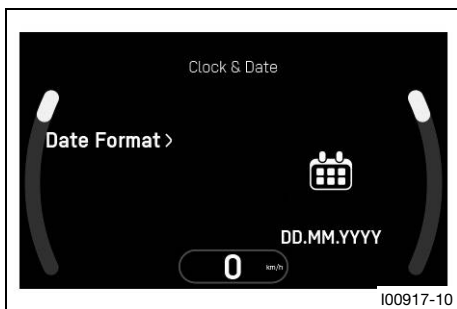 Clock & Date
Date Format >
DD.MM.YYYY
0 km/h
I00917-10